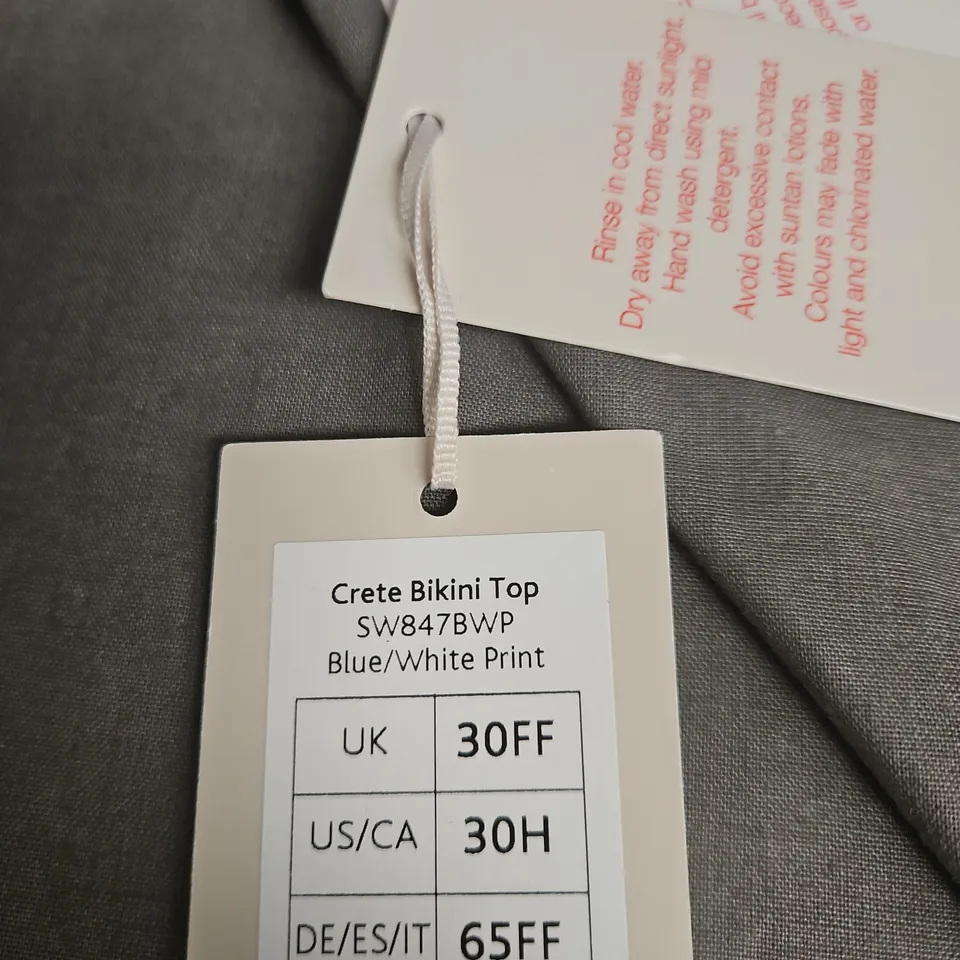 Rinse in cool water.
Dry away from direct sunlight.
Hand wash using mild
detergent.
Avoid excessive contact
with suntan lotions.
Colours may fade with
light and chlorinated water.
Crete Bikini Top
SW847BWP
Blue/White Print
UK 30FF
US/CA 30H
DE/ES/IT 65FF